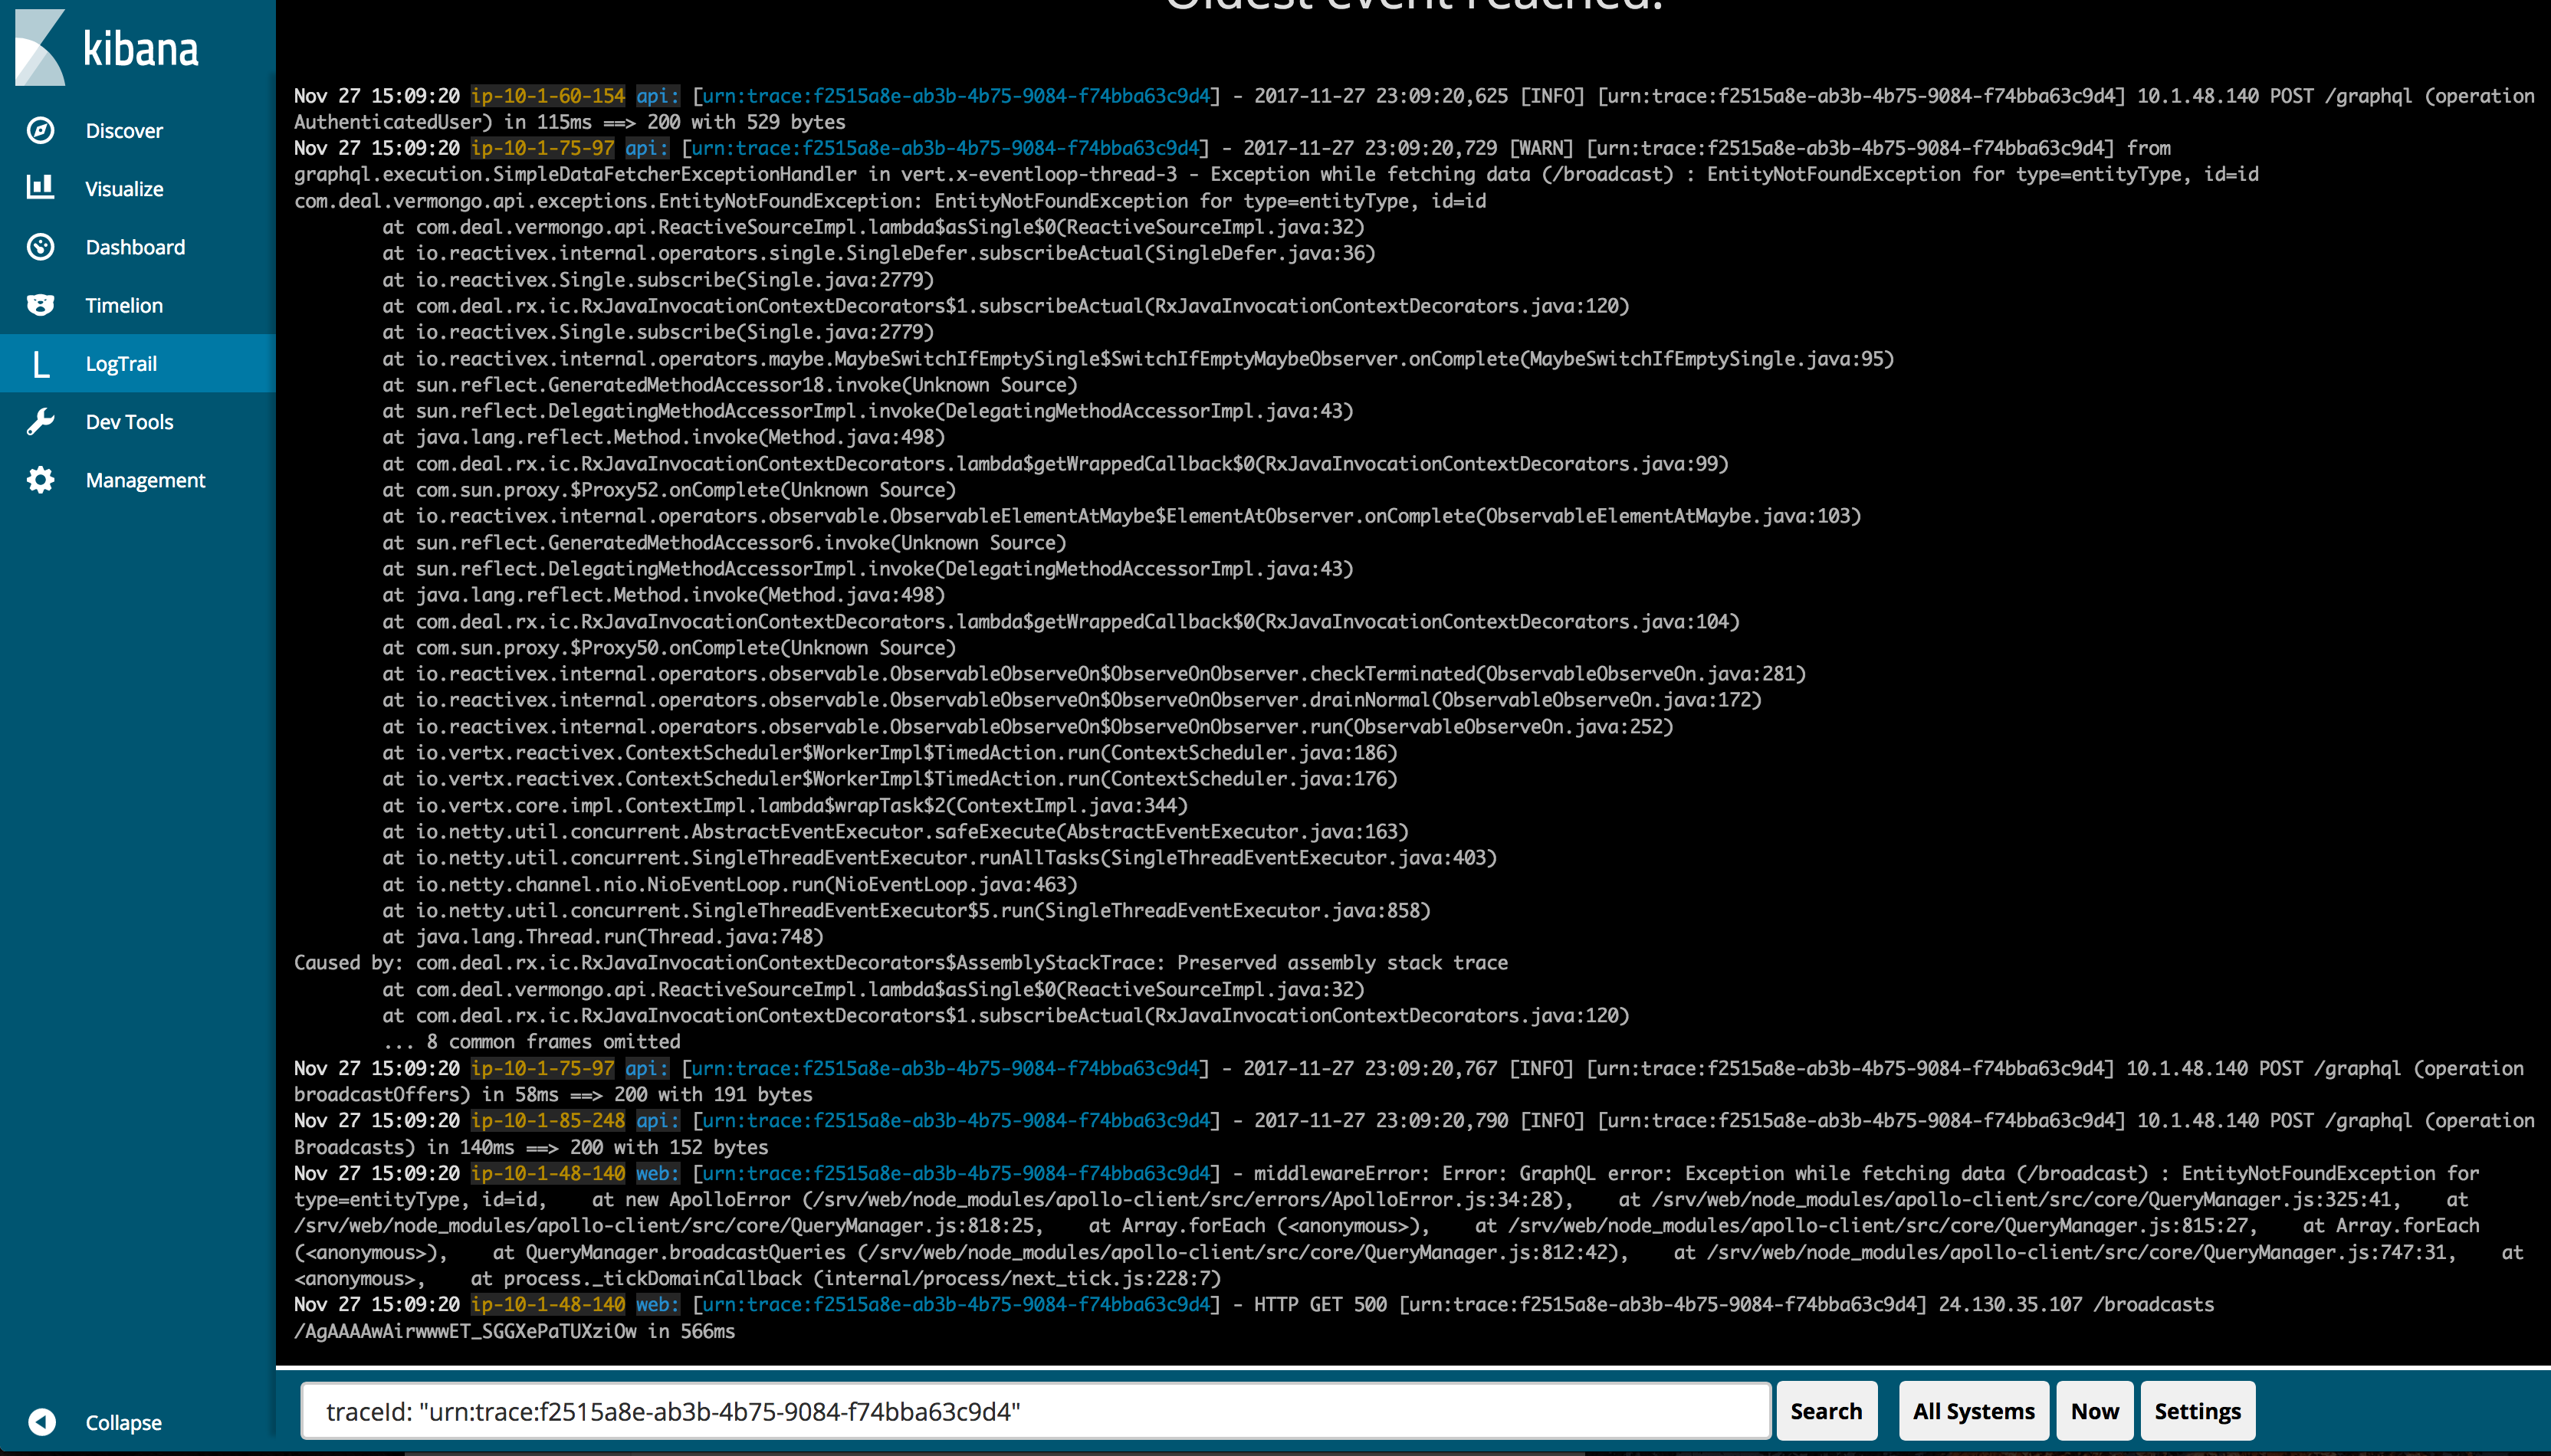 kibana
Discover
Visualize
Dashboard
Timelion
LogTrail
Dev Tools
Management
Collapse
Oldest event reached.
Nov 27 15:09:20 ip-10-1-60-154 api: [urn:trace:f2515a8e-ab3b-4b75-9084-f74bba63c9d4] - 2017-11-27 23:09:20,625 [INFO] [urn:trace:f2515a8e-ab3b-4b75-9084-f74bba63c9d4] 10.1.48.140 POST /graphql (operation
AuthenticatedUser) in 115ms ==> 200 with 529 bytes
Nov 27 15:09:20 ip-10-1-75-97 api: [urn:trace:f2515a8e-ab3b-4b75-9084-f74bba63c9d4] - 2017-11-27 23:09:20,729 [WARN] [urn:trace:f2515a8e-ab3b-4b75-9084-f74bba63c9d4] from
graphql.execution.SimpleDataFetcherExceptionHandler in vert.x-eventloop-thread-3 - Exception while fetching data (/broadcast) : EntityNotFoundException for type=entityType, id=id
com.deal.vermongo.api.exceptions.EntityNotFoundException: EntityNotFoundException for type=entityType, id=id
at com.deal.vermongo.api.ReactiveSourceImpl.lambda$asSingle$0(ReactiveSourceImpl.java:32)
at io.reactivex.internal.operators.single.SingleDefer.subscribeActual(SingleDefer.java:36)
at io.reactivex.Single.subscribe(Single.java:2779)
at com.deal.rx.ic.RxJavaInvocationContextDecorators$1.subscribeActual(RxJavaInvocationContextDecorators.java:120)
at io.reactivex.Single.subscribe(Single.java:2779)
at io.reactivex.internal.operators.maybe.MaybeSwitchIfEmptySingle$SwitchIfEmptyMaybeObserver.onComplete(MaybeSwitchIfEmptySingle.java:95)
at sun.reflect.GeneratedMethodAccessor18.invoke(Unknown Source)
at sun.reflect.DelegatingMethodAccessorImpl.invoke(DelegatingMethodAccessorImpl.java:43)
at java.lang.reflect.Method.invoke(Method.java:498)
at com.deal.rx.ic.RxJavaInvocationContextDecorators.lambda$getWrappedCallback$0(RxJavaInvocationContextDecorators.java:99)
at com.sun.proxy.$Proxy52.onComplete(Unknown Source)
at io.reactivex.internal.operators.observable.ObservableElementAtMaybe$ElementAtObserver.onComplete(ObservableElementAtMaybe.java:103)
at sun.reflect.GeneratedMethodAccessor6.invoke(Unknown Source)
at sun.reflect.DelegatingMethodAccessorImpl.invoke(DelegatingMethodAccessorImpl.java:43)
at java.lang.reflect.Method.invoke(Method.java:498)
at com.deal.rx.ic.RxJavaInvocationContextDecorators.lambda$getWrappedCallback$0(RxJavaInvocationContextDecorators.java:104)
at com.sun.proxy.$Proxy50.onComplete(Unknown Source)
at io.reactivex.internal.operators.observable.ObservableObserveOn$ObserveOnObserver.checkTerminated(ObservableObserveOn.java:281)
at io.reactivex.internal.operators.observable.ObservableObserveOn$ObserveOnObserver.drainNormal(ObservableObserveOn.java:172)
at io.reactivex.internal.operators.observable.ObservableObserveOn$ObserveOnObserver.run(ObservableObserveOn.java:252)
at io.vertx.reactivex.ContextScheduler$WorkerImpl$TimedAction.run(ContextScheduler.java:186)
at io.vertx.reactivex.ContextScheduler$WorkerImpl$TimedAction.run(ContextScheduler.java:176)
at io.vertx.core.impl.ContextImpl.lambda$wrapTask$2(ContextImpl.java:344)
at io.netty.util.concurrent.AbstractEventExecutor.safeExecute(AbstractEventExecutor.java:163)
at io.netty.util.concurrent.SingleThreadEventExecutor.runAllTasks(SingleThreadEventExecutor.java:403)
at io.netty.channel.nio.NioEventLoop.run(NioEventLoop.java:463)
at io.netty.util.concurrent.SingleThreadEventExecutor$5.run(SingleThreadEventExecutor.java:858)
at java.lang.Thread.run(Thread.java:748)
Caused by: com.deal.rx.ic.RxJavaInvocationContextDecorators$AssemblyStackTrace: Preserved assembly stack trace
at com.deal.vermongo.api.ReactiveSourceImpl.lambda$asSingle$0(ReactiveSourceImpl.java:32)
at com.deal.rx.ic.RxJavaInvocationContextDecorators$1.subscribeActual(RxJavaInvocationContextDecorators.java:120)
... 8 common frames omitted
Nov 27 15:09:20 ip-10-1-75-97 api: [urn:trace:f2515a8e-ab3b-4b75-9084-f74bba63c9d4] - 2017-11-27 23:09:20,767 [INFO] [urn:trace:f2515a8e-ab3b-4b75-9084-f74bba63c9d4] 10.1.48.140 POST /graphql (operation
broadcastOffers) in 58ms ==> 200 with 191 bytes
Nov 27 15:09:20 ip-10-1-85-248 api: [urn:trace:f2515a8e-ab3b-4b75-9084-f74bba63c9d4] - 2017-11-27 23:09:20,790 [INFO] [urn:trace:f2515a8e-ab3b-4b75-9084-f74bba63c9d4] 10.1.48.140 POST /graphql (operation
Broadcasts) in 140ms ==> 200 with 152 bytes
Nov 27 15:09:20 ip-10-1-48-140 web: [urn:trace:f2515a8e-ab3b-4b75-9084-f74bba63c9d4] - middlewareError: Error: GraphQL error: Exception while fetching data (/broadcast) : EntityNotFoundException for
type=entityType, id=id, at new ApolloError (/srv/web/node_modules/apollo-client/src/errors/ApolloError.js:34:28), at /srv/web/node_modules/apollo-client/src/core/QueryManager.js:325:41, at
/srv/web/node_modules/apollo-client/src/core/QueryManager.js:818:25, at Array.forEach (<anonymous>), at /srv/web/node_modules/apollo-client/src/core/QueryManager.js:815:27, at Array.forEach
(<anonymous>), at QueryManager.broadcastQueries (/srv/web/node_modules/apollo-client/src/core/QueryManager.js:812:42), at /srv/web/node_modules/apollo-client/src/core/QueryManager.js:747:31, at
<anonymous>, at process._tickDomainCallback (internal/process/next_tick.js:228:7)
Nov 27 15:09:20 ip-10-1-48-140 web: [urn:trace:f2515a8e-ab3b-4b75-9084-f74bba63c9d4] - HTTP GET 500 [urn:trace:f2515a8e-ab3b-4b75-9084-f74bba63c9d4] 24.130.35.107 /broadcasts
/AgAAAAwAirwwwET_SGGXePaTUXziOw in 566ms
traceId: "urn:trace:f2515a8e-ab3b-4b75-9084-f74bba63c9d4"
Search
All Systems
Now
Settings